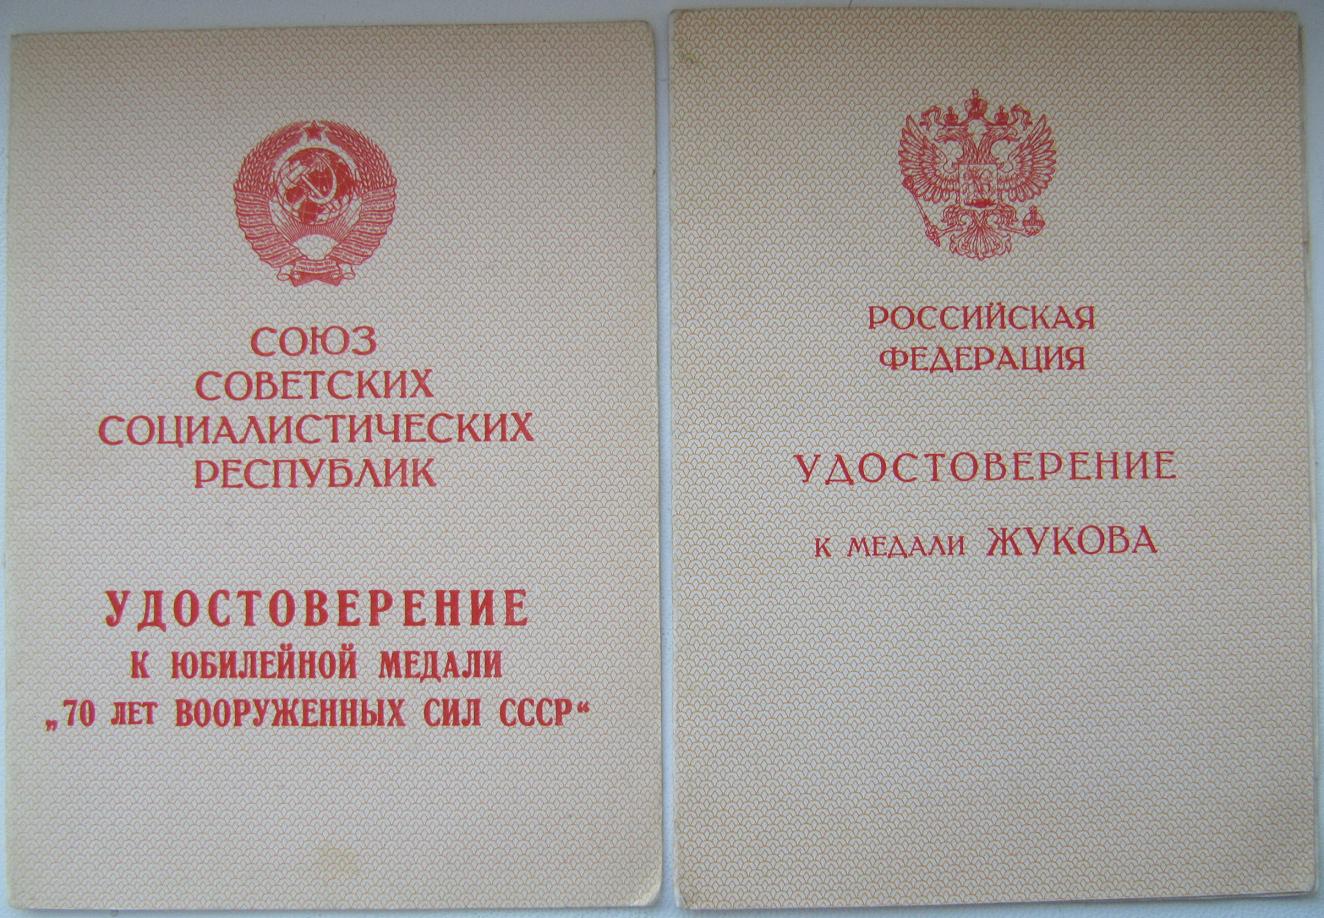 СОЮЗ
СОВЕТСКИХ
СОЦИАЛИСТИЧЕСКИХ
РЕСПУБЛИК
УДОСТОВЕРЕНИЕ
К ЮБИЛЕЙНОЙ МЕДАЛИ
„70 ЛЕТ ВООРУЖЕННЫХ СИЛ СССР“
РОССИЙСКАЯ
ФЕДЕРАЦИЯ
УДОСТОВЕРЕНИЕ
К МЕДАЛИ ЖУКОВА